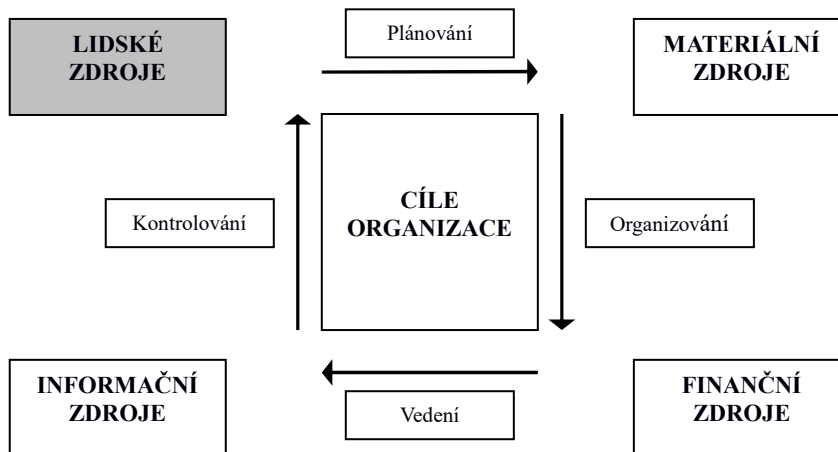 LIDSKÉ
ZDROJE
Plánování
MATERIÁLNÍ
ZDROJE
Kontrolování
CÍLE
ORGANIZACE
Organizování
INFORMAČNÍ
ZDROJE
Vedení
FINANČNÍ
ZDROJE